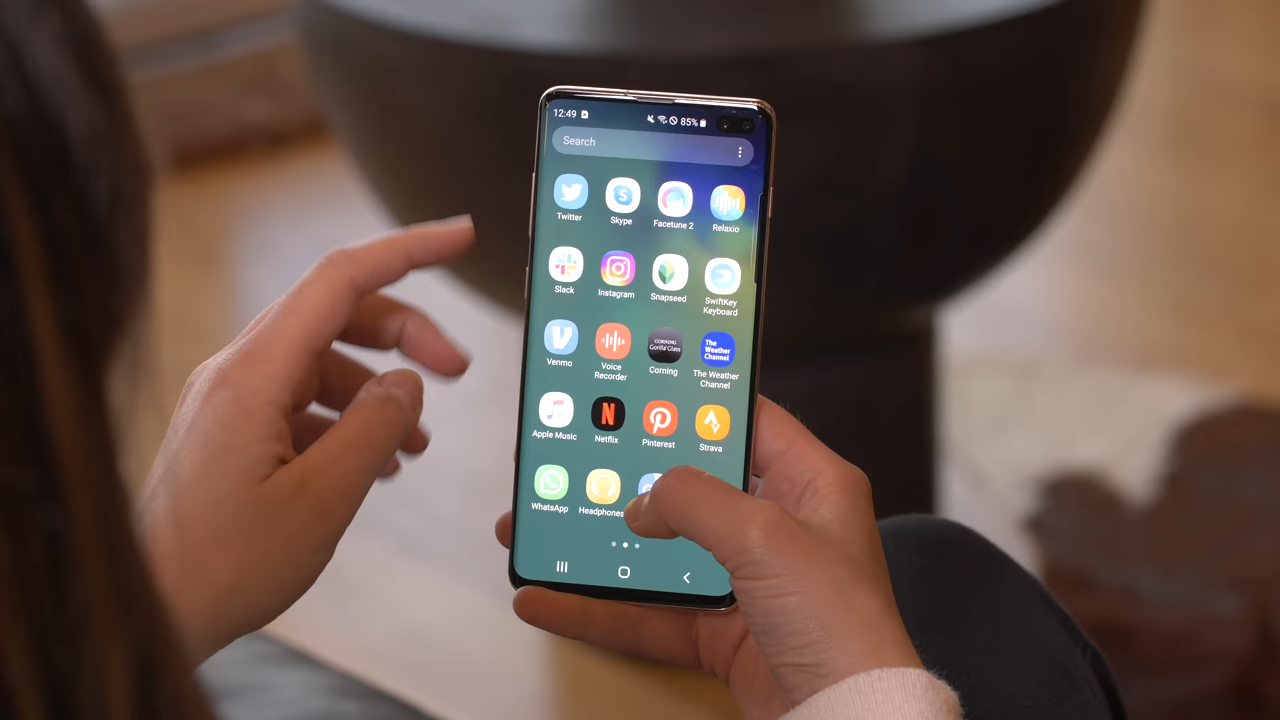 12:49 85%
Search
Twitter Skype Facetune 2 Relaxio
Slack Instagram Snapseed SwiftKey
Keyboard
CORNING
Gorilla Glass
The
Weather
Channel
Venmo Voice Corning The Weather
Recorder Channel
Apple Music Netflix Pinterest Strava
WhatsApp Headphones